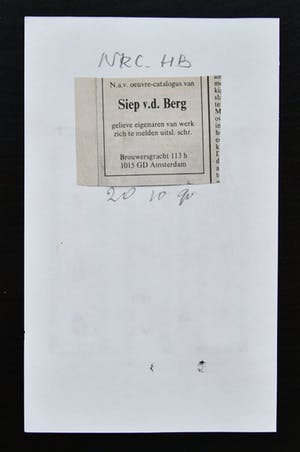 NRC-HB
N.a.v. oeuvre-catalogus van
Siep v.d. Berg
gelieve eigenaren van werk
zich te melden uitsl. schr.
Brouwersgracht 113 h
1015 GD Amsterdam
20 10 90